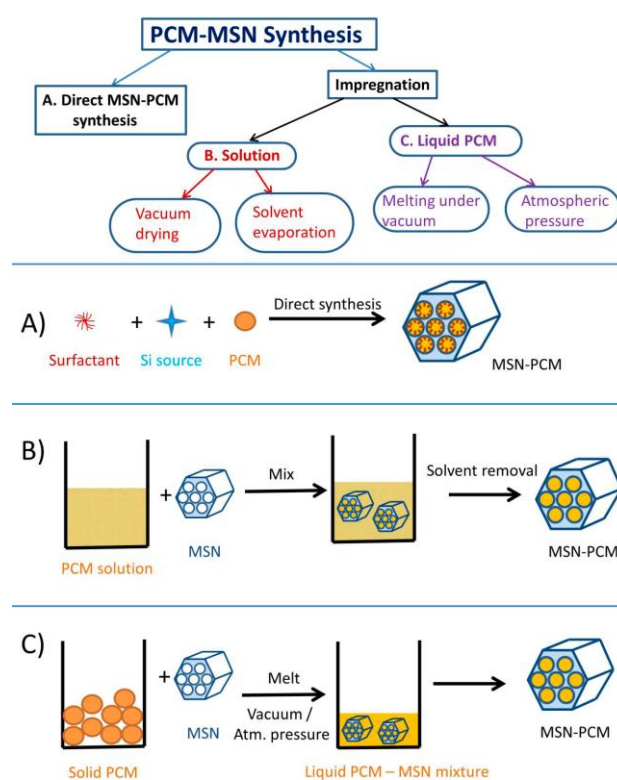 PCM-MSN Synthesis
A. Direct MSN-PCM
synthesis
Impregnation
B. Solution
C. Liquid PCM
Vacuum
drying
Solvent
evaporation
Melting under
vacuum
Atmospheric
pressure
A)
+
+
Direct synthesis
Surfactant
Si source
PCM
MSN-PCM
B)
+
Mix
Solvent removal
MSN
PCM solution
MSN-PCM
C)
+
Melt
Vacuum /
Atm. pressure
MSN
Solid PCM
Liquid PCM – MSN mixture
MSN-PCM